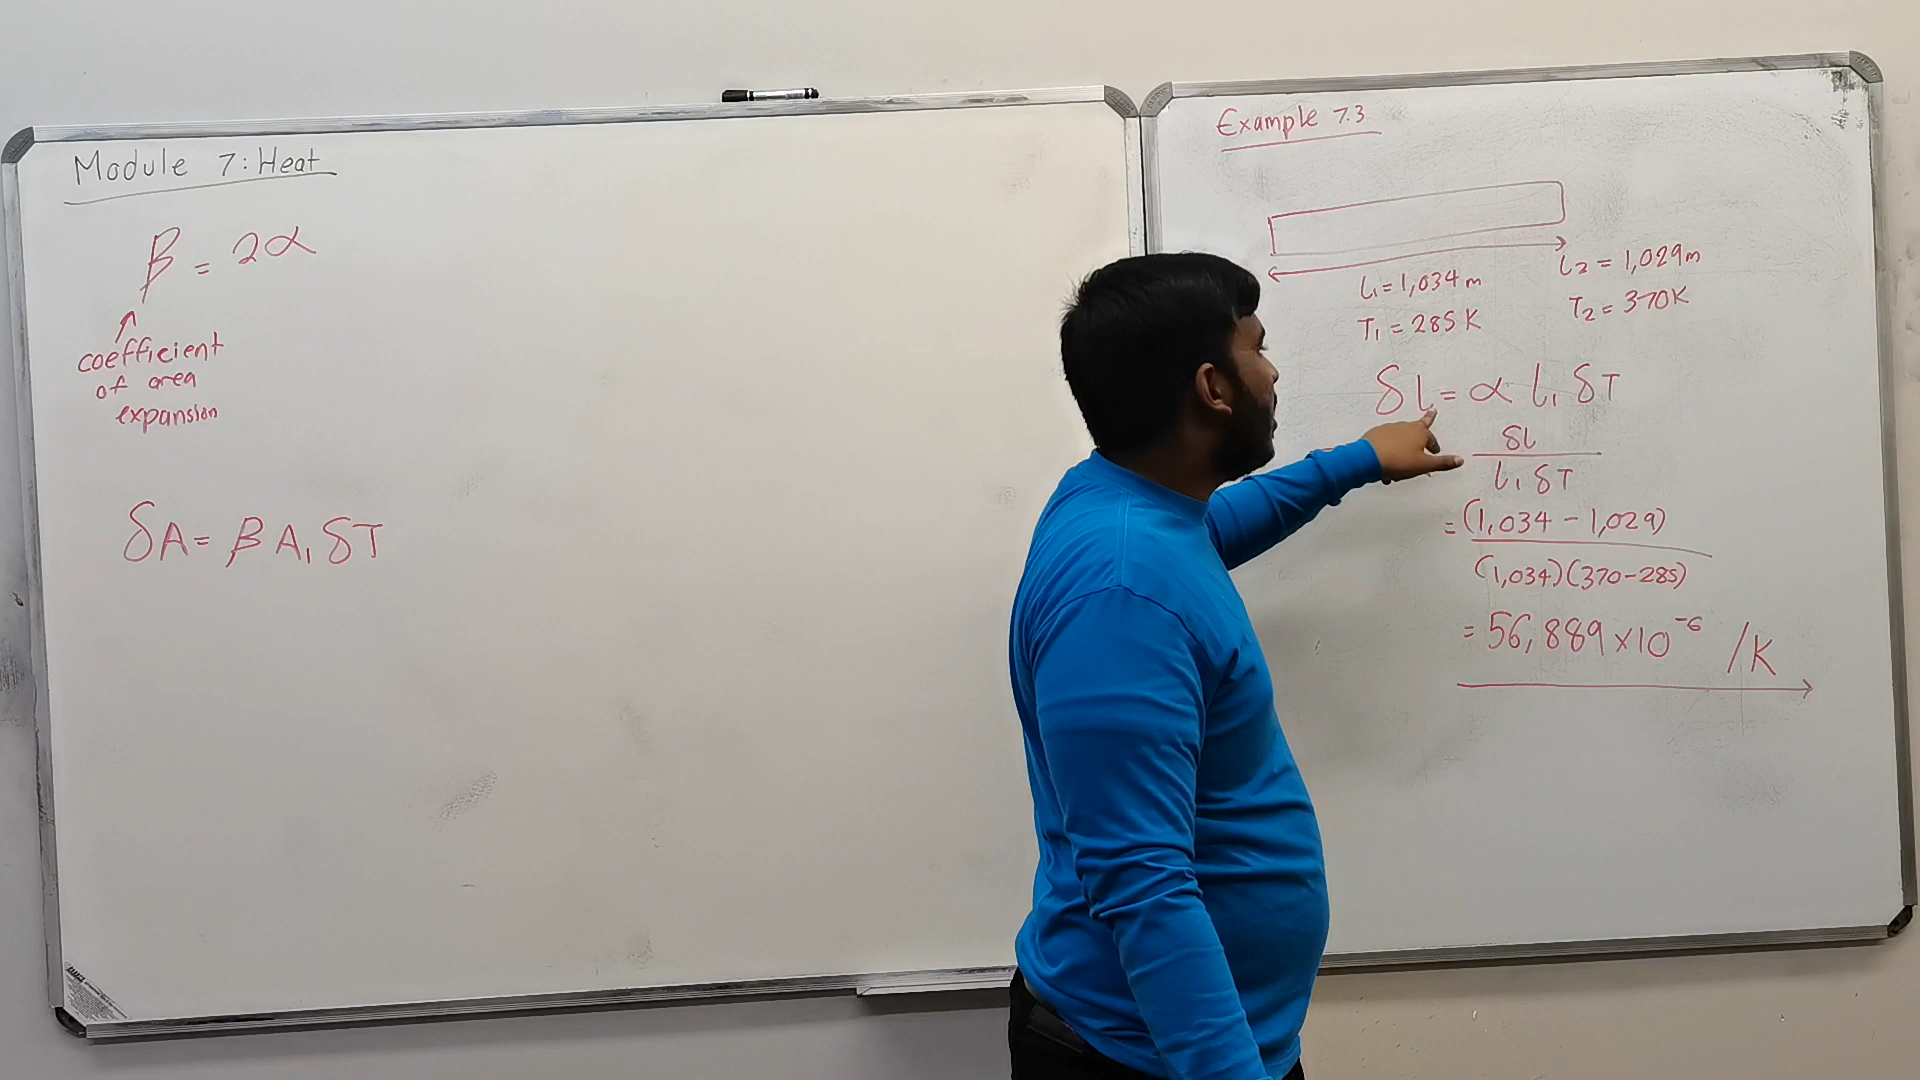 Module 7: Heat
β = 2α
coefficient
of area
expansion
δA = β A₁ δT
Example 7.3
l₁ = 1,034 m
T₁ = 285 K
l₂ = 1,029m
T₂ = 370K
δl = α l₁ δT
δl
l₁ δT
= (1,034 - 1,029)
(1,034)(370-285)
= 56,889 × 10⁻⁶ /K